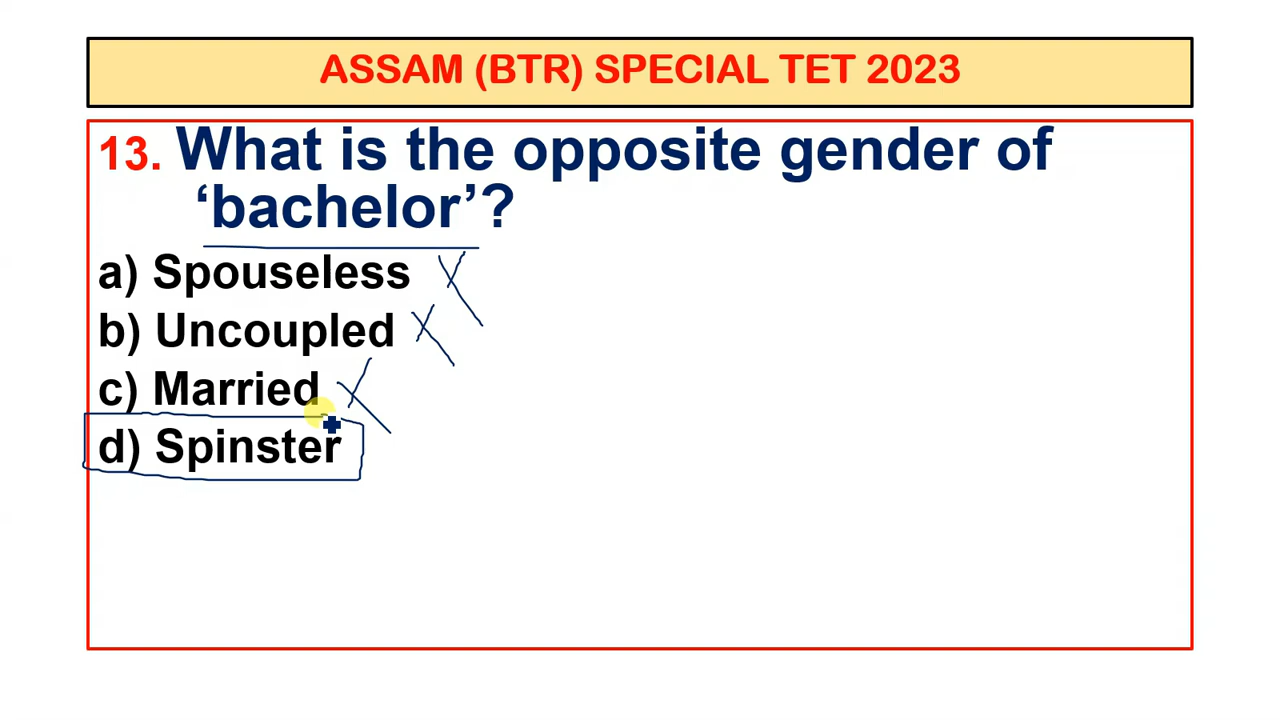 ASSAM (BTR) SPECIAL TET 2023
13. What is the opposite gender of
‘bachelor’?
a) Spouseless
b) Uncoupled
c) Married
d) Spinster